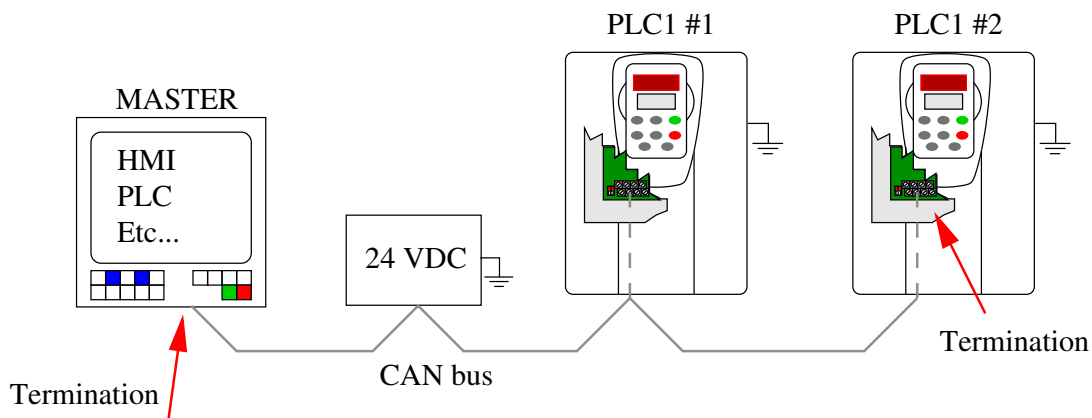 PLC1 #1
PLC1 #2
MASTER
HMI
PLC
Etc...
24 VDC
CAN bus
Termination
Termination